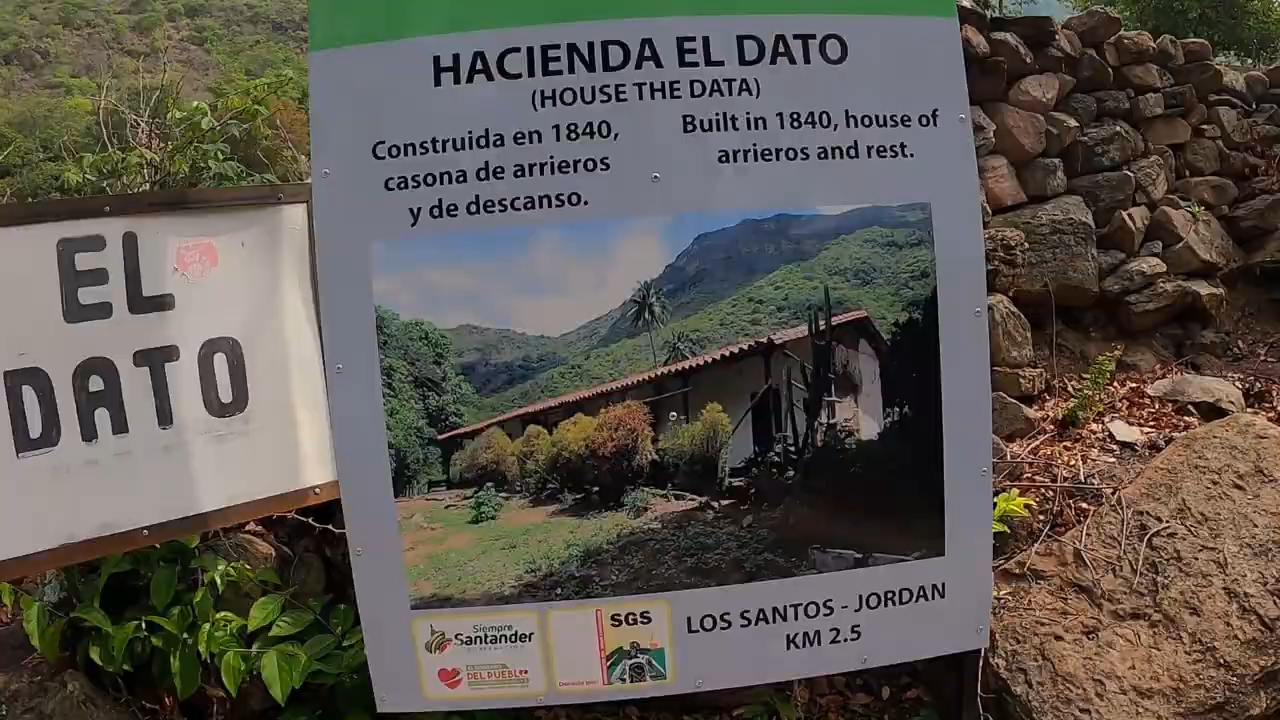 EL
DATO
HACIENDA EL DATO
(HOUSE THE DATA)
Construida en 1840,
casona de arrieros
y de descanso.
Built in 1840, house of
arrieros and rest.
Siempre
Santander
DEL PUEBLO
SGS
LOS SANTOS - JORDAN
KM 2.5